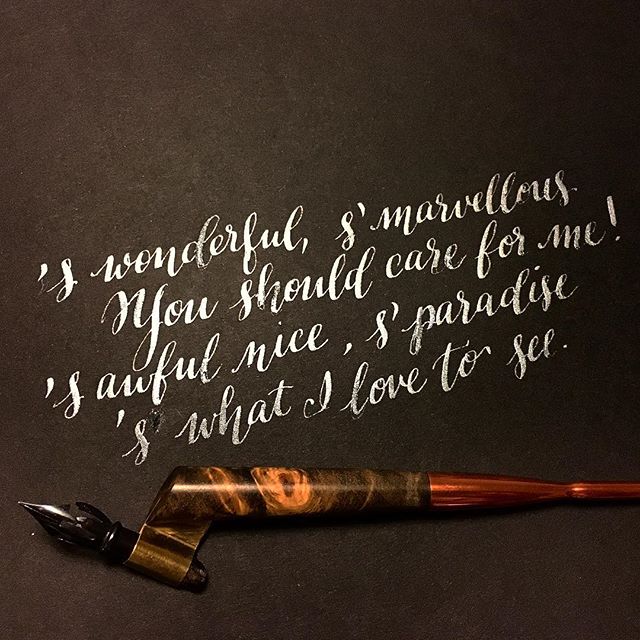 's wonderful, s' marvellous
You should care for me!
's awful nice, s' paradise
's' what I love to see.